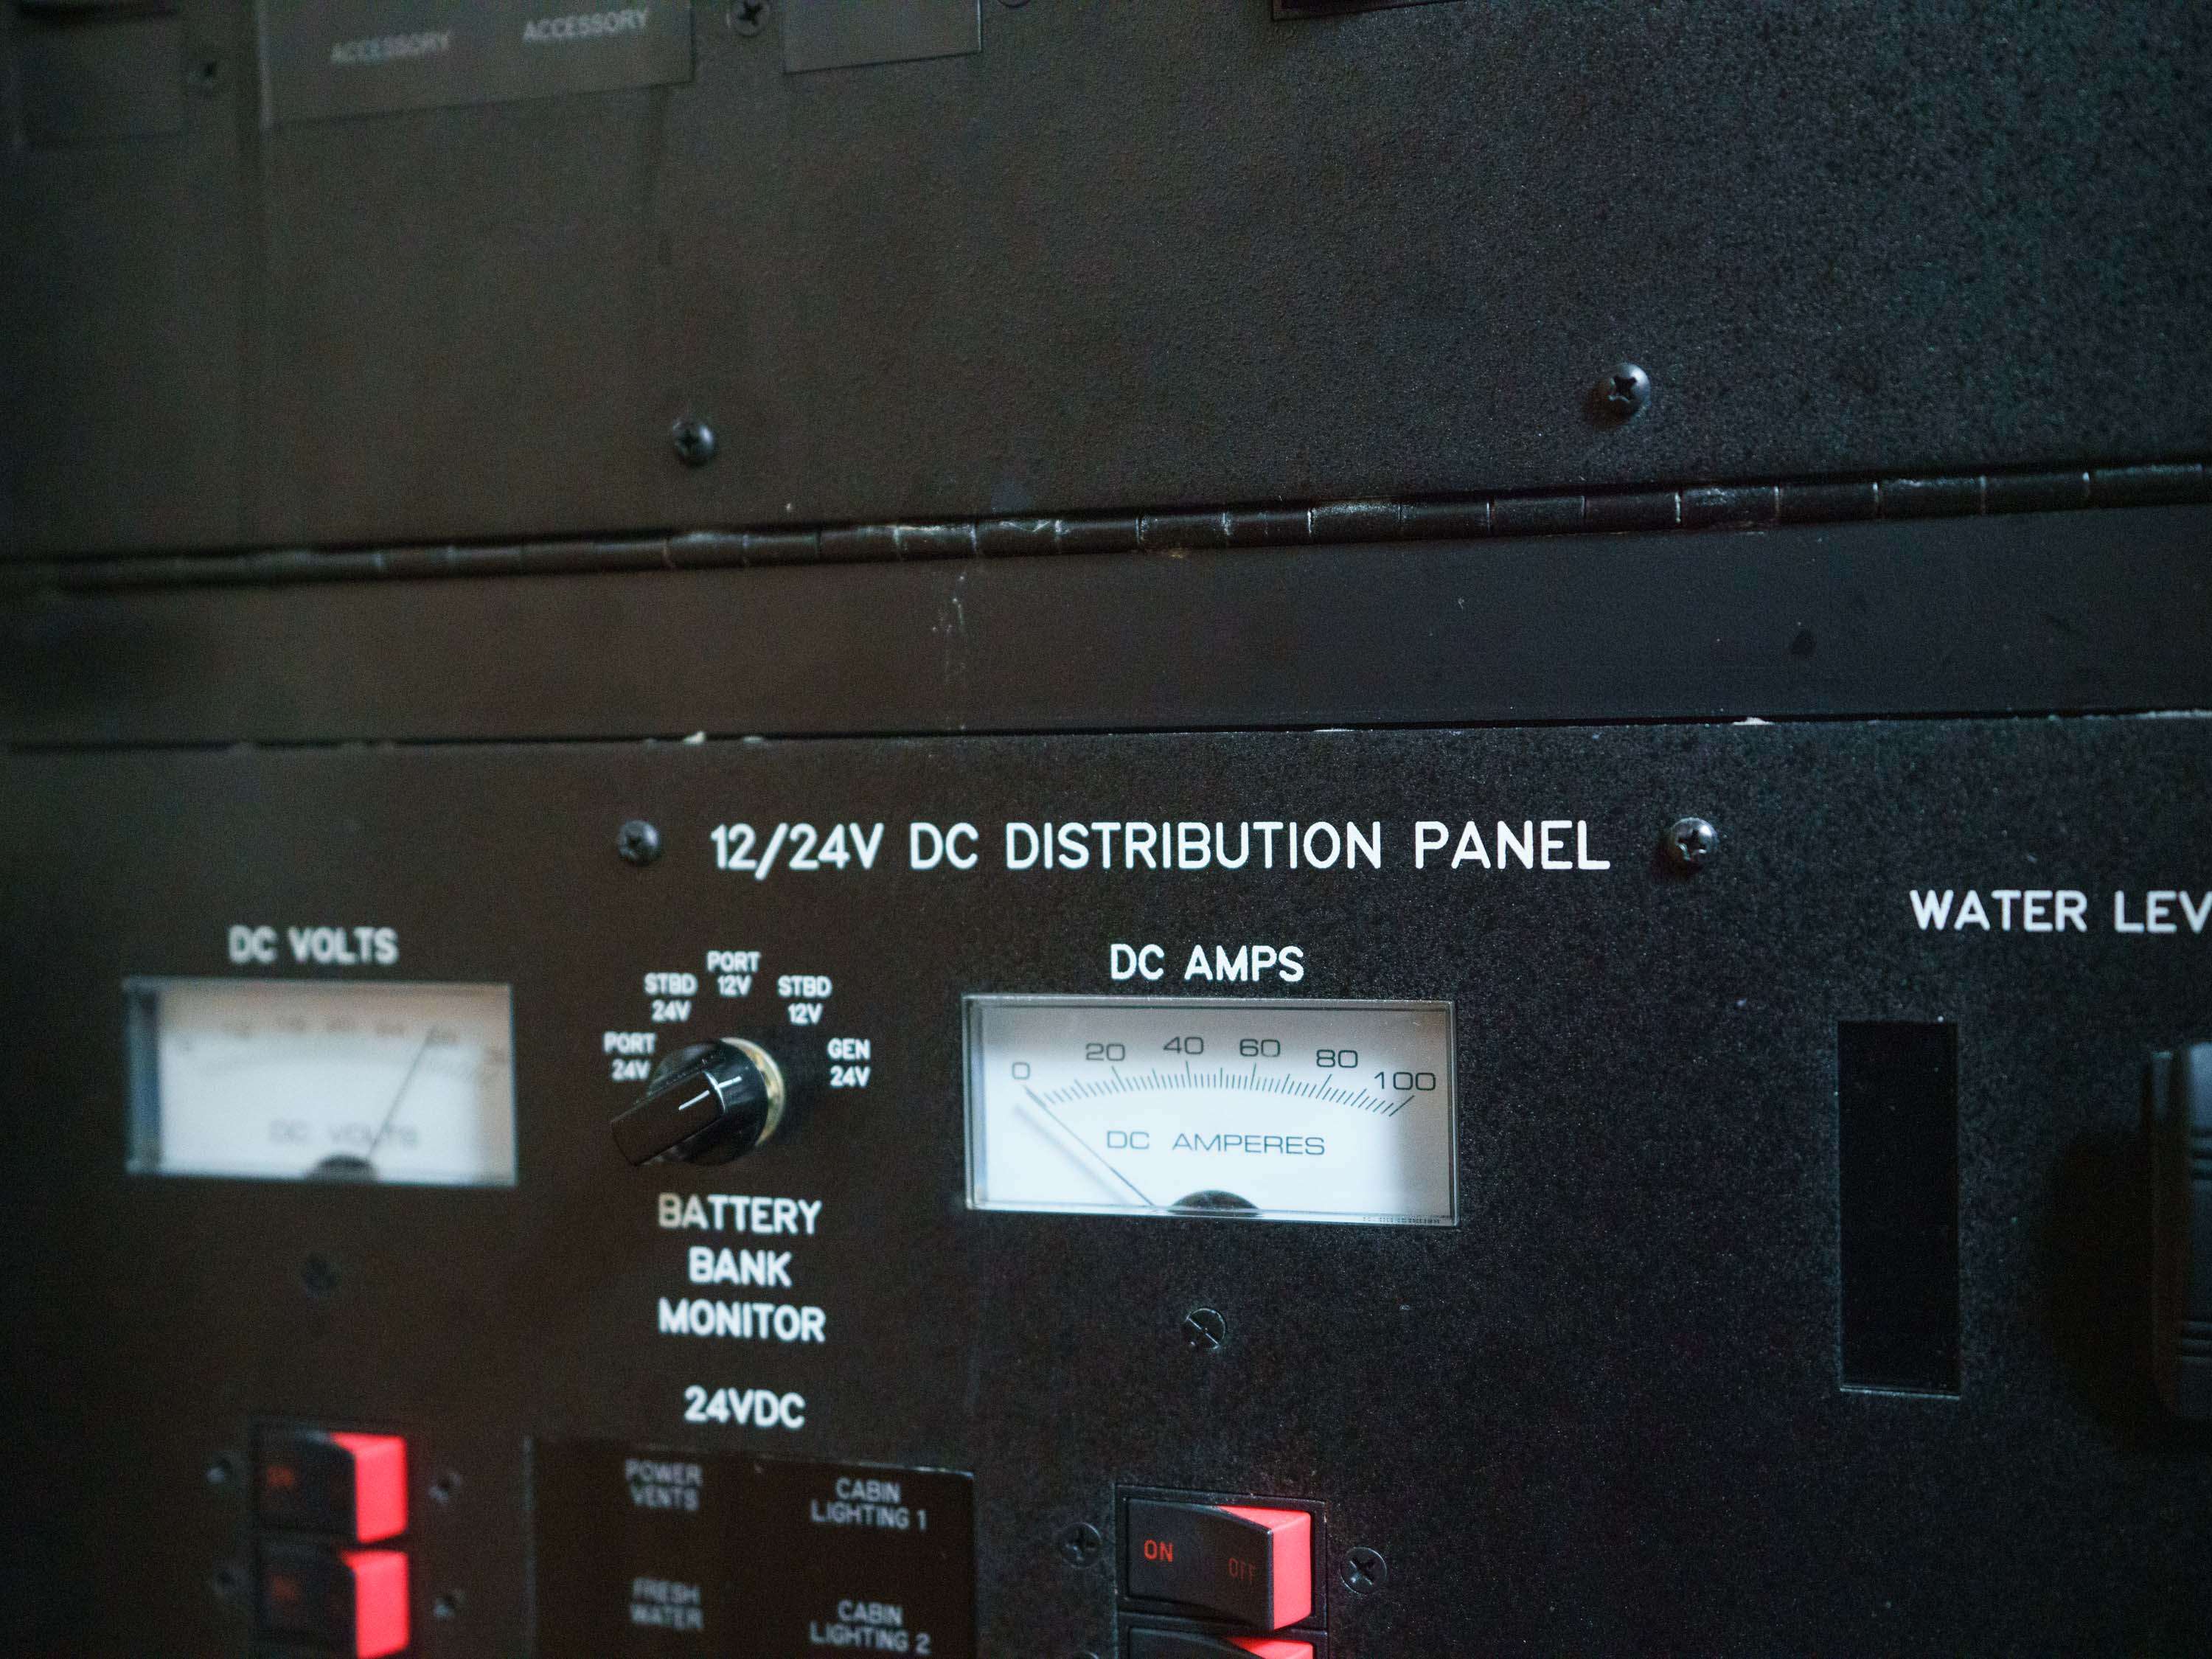 ACCESSORY ACCESSORY
12/24V DC DISTRIBUTION PANEL
WATER LEV
DC VOLTS
DC VOLTS
PORT
24V
STBD
24V
PORT
12V
STBD
12V
GEN
24V
BATTERY
BANK
MONITOR
DC AMPS
0 20 40 60 80 100
DC AMPERES
24VDC
POWER
VENTS
CABIN
LIGHTING 1
FRESH
WATER
CABIN
LIGHTING 2
ON OFF